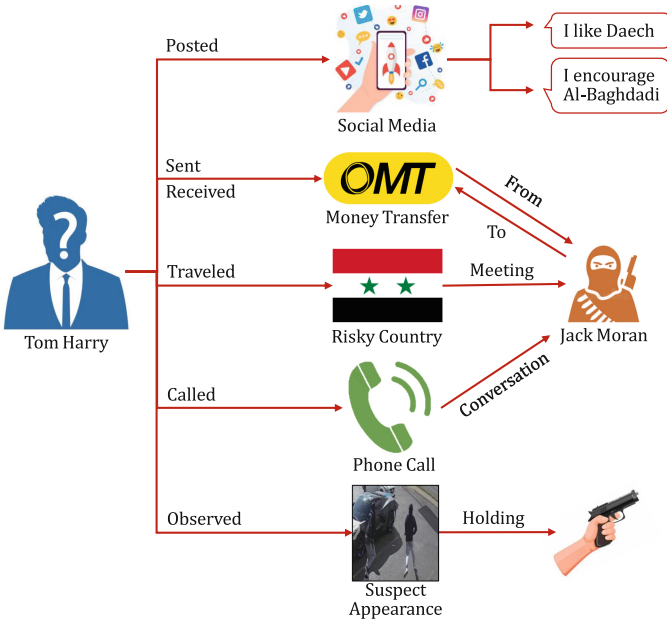 Posted
I like Daech
I encourage
Al-Baghdadi
Social Media
Sent
Received
OMT
From
Money Transfer
To
Traveled
Meeting
Tom Harry
Risky Country
Jack Moran
Called
Conversation
Phone Call
Observed
Holding
Suspect
Appearance